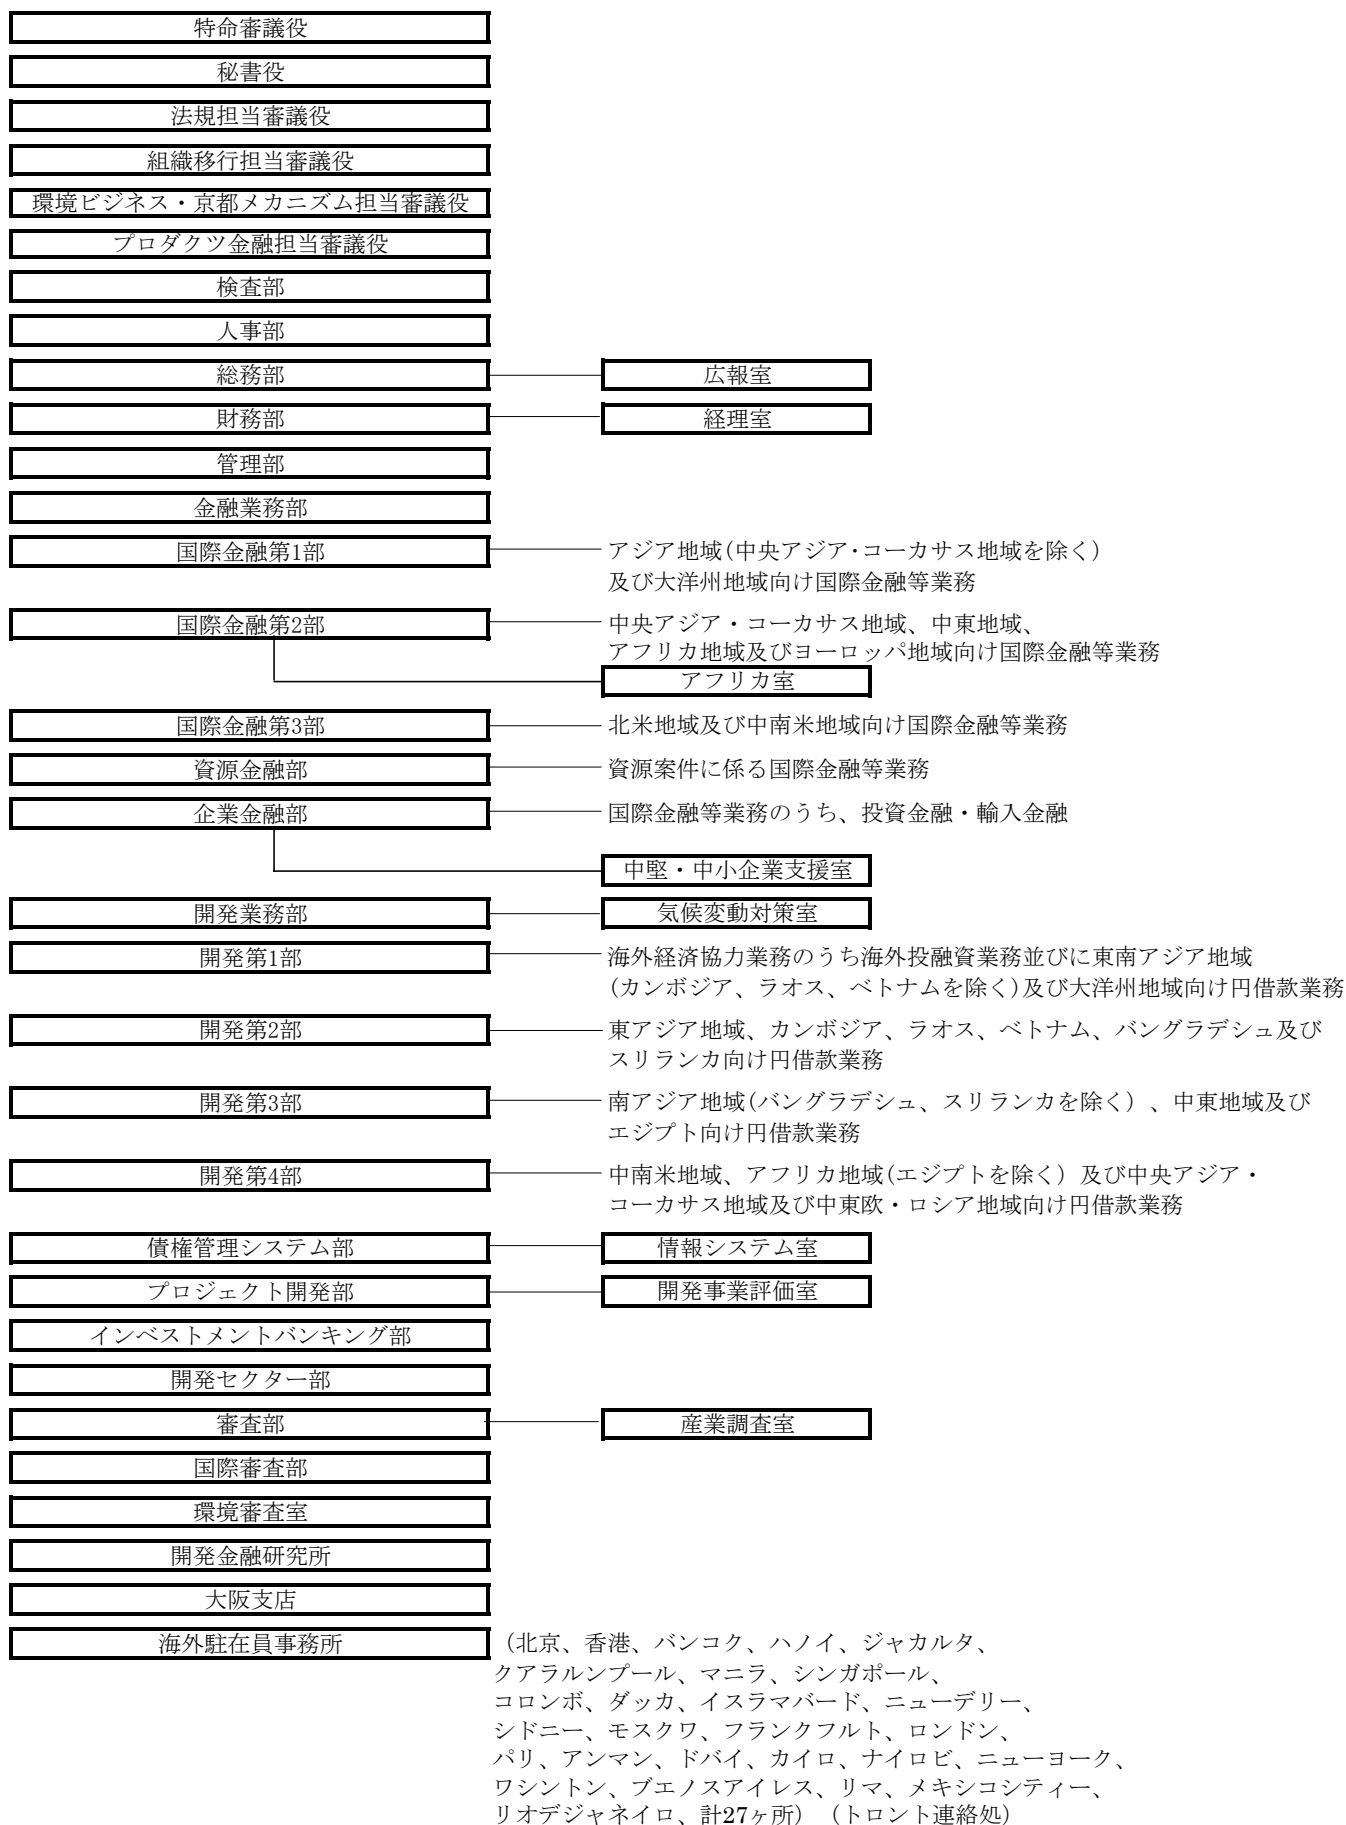 特命審議役
秘書役
法規担当審議役
組織移行担当審議役
環境ビジネス・京都メカニズム担当審議役
プロダクツ金融担当審議役
検査部
人事部
総務部
広報室
財務部
経理室
管理部
金融業務部
国際金融第1部
アジア地域(中央アジア・コーカサス地域を除く)
及び大洋州地域向け国際金融等業務
国際金融第2部
中央アジア・コーカサス地域、中東地域、
アフリカ地域及びヨーロッパ地域向け国際金融等業務
アフリカ室
国際金融第3部
北米地域及び中南米地域向け国際金融等業務
資源金融部
資源案件に係る国際金融等業務
企業金融部
国際金融等業務のうち、投資金融・輸入金融
中堅・中小企業支援室
開発業務部
気候変動対策室
開発第1部
海外経済協力業務のうち海外投融資業務並びに東南アジア地域
(カンボジア、ラオス、ベトナムを除く)及び大洋州地域向け円借款業務
開発第2部
東アジア地域、カンボジア、ラオス、ベトナム、バングラデシュ及び
スリランカ向け円借款業務
開発第3部
南アジア地域(バングラデシュ、スリランカを除く)、中東地域及び
エジプト向け円借款業務
開発第4部
中南米地域、アフリカ地域(エジプトを除く)及び中央アジア・
コーカサス地域及び中東欧・ロシア地域向け円借款業務
債権管理システム部
情報システム室
プロジェクト開発部
開発事業評価室
インベストメントバンキング部
開発セクター部
審査部
産業調査室
国際審査部
環境審査室
開発金融研究所
大阪支店
海外駐在員事務所
(北京、香港、バンコク、ハノイ、ジャカルタ、
クアラルンプール、マニラ、シンガポール、
コロンボ、ダッカ、イスラマバード、ニューデリー、
シドニー、モスクワ、フランクフルト、ロンドン、
パリ、アンマン、ドバイ、カイロ、ナイロビ、ニューヨーク、
ワシントン、ブエノスアイレス、リマ、メキシコシティー、
リオデジャネイロ、計27ヶ所)(トロント連絡処)